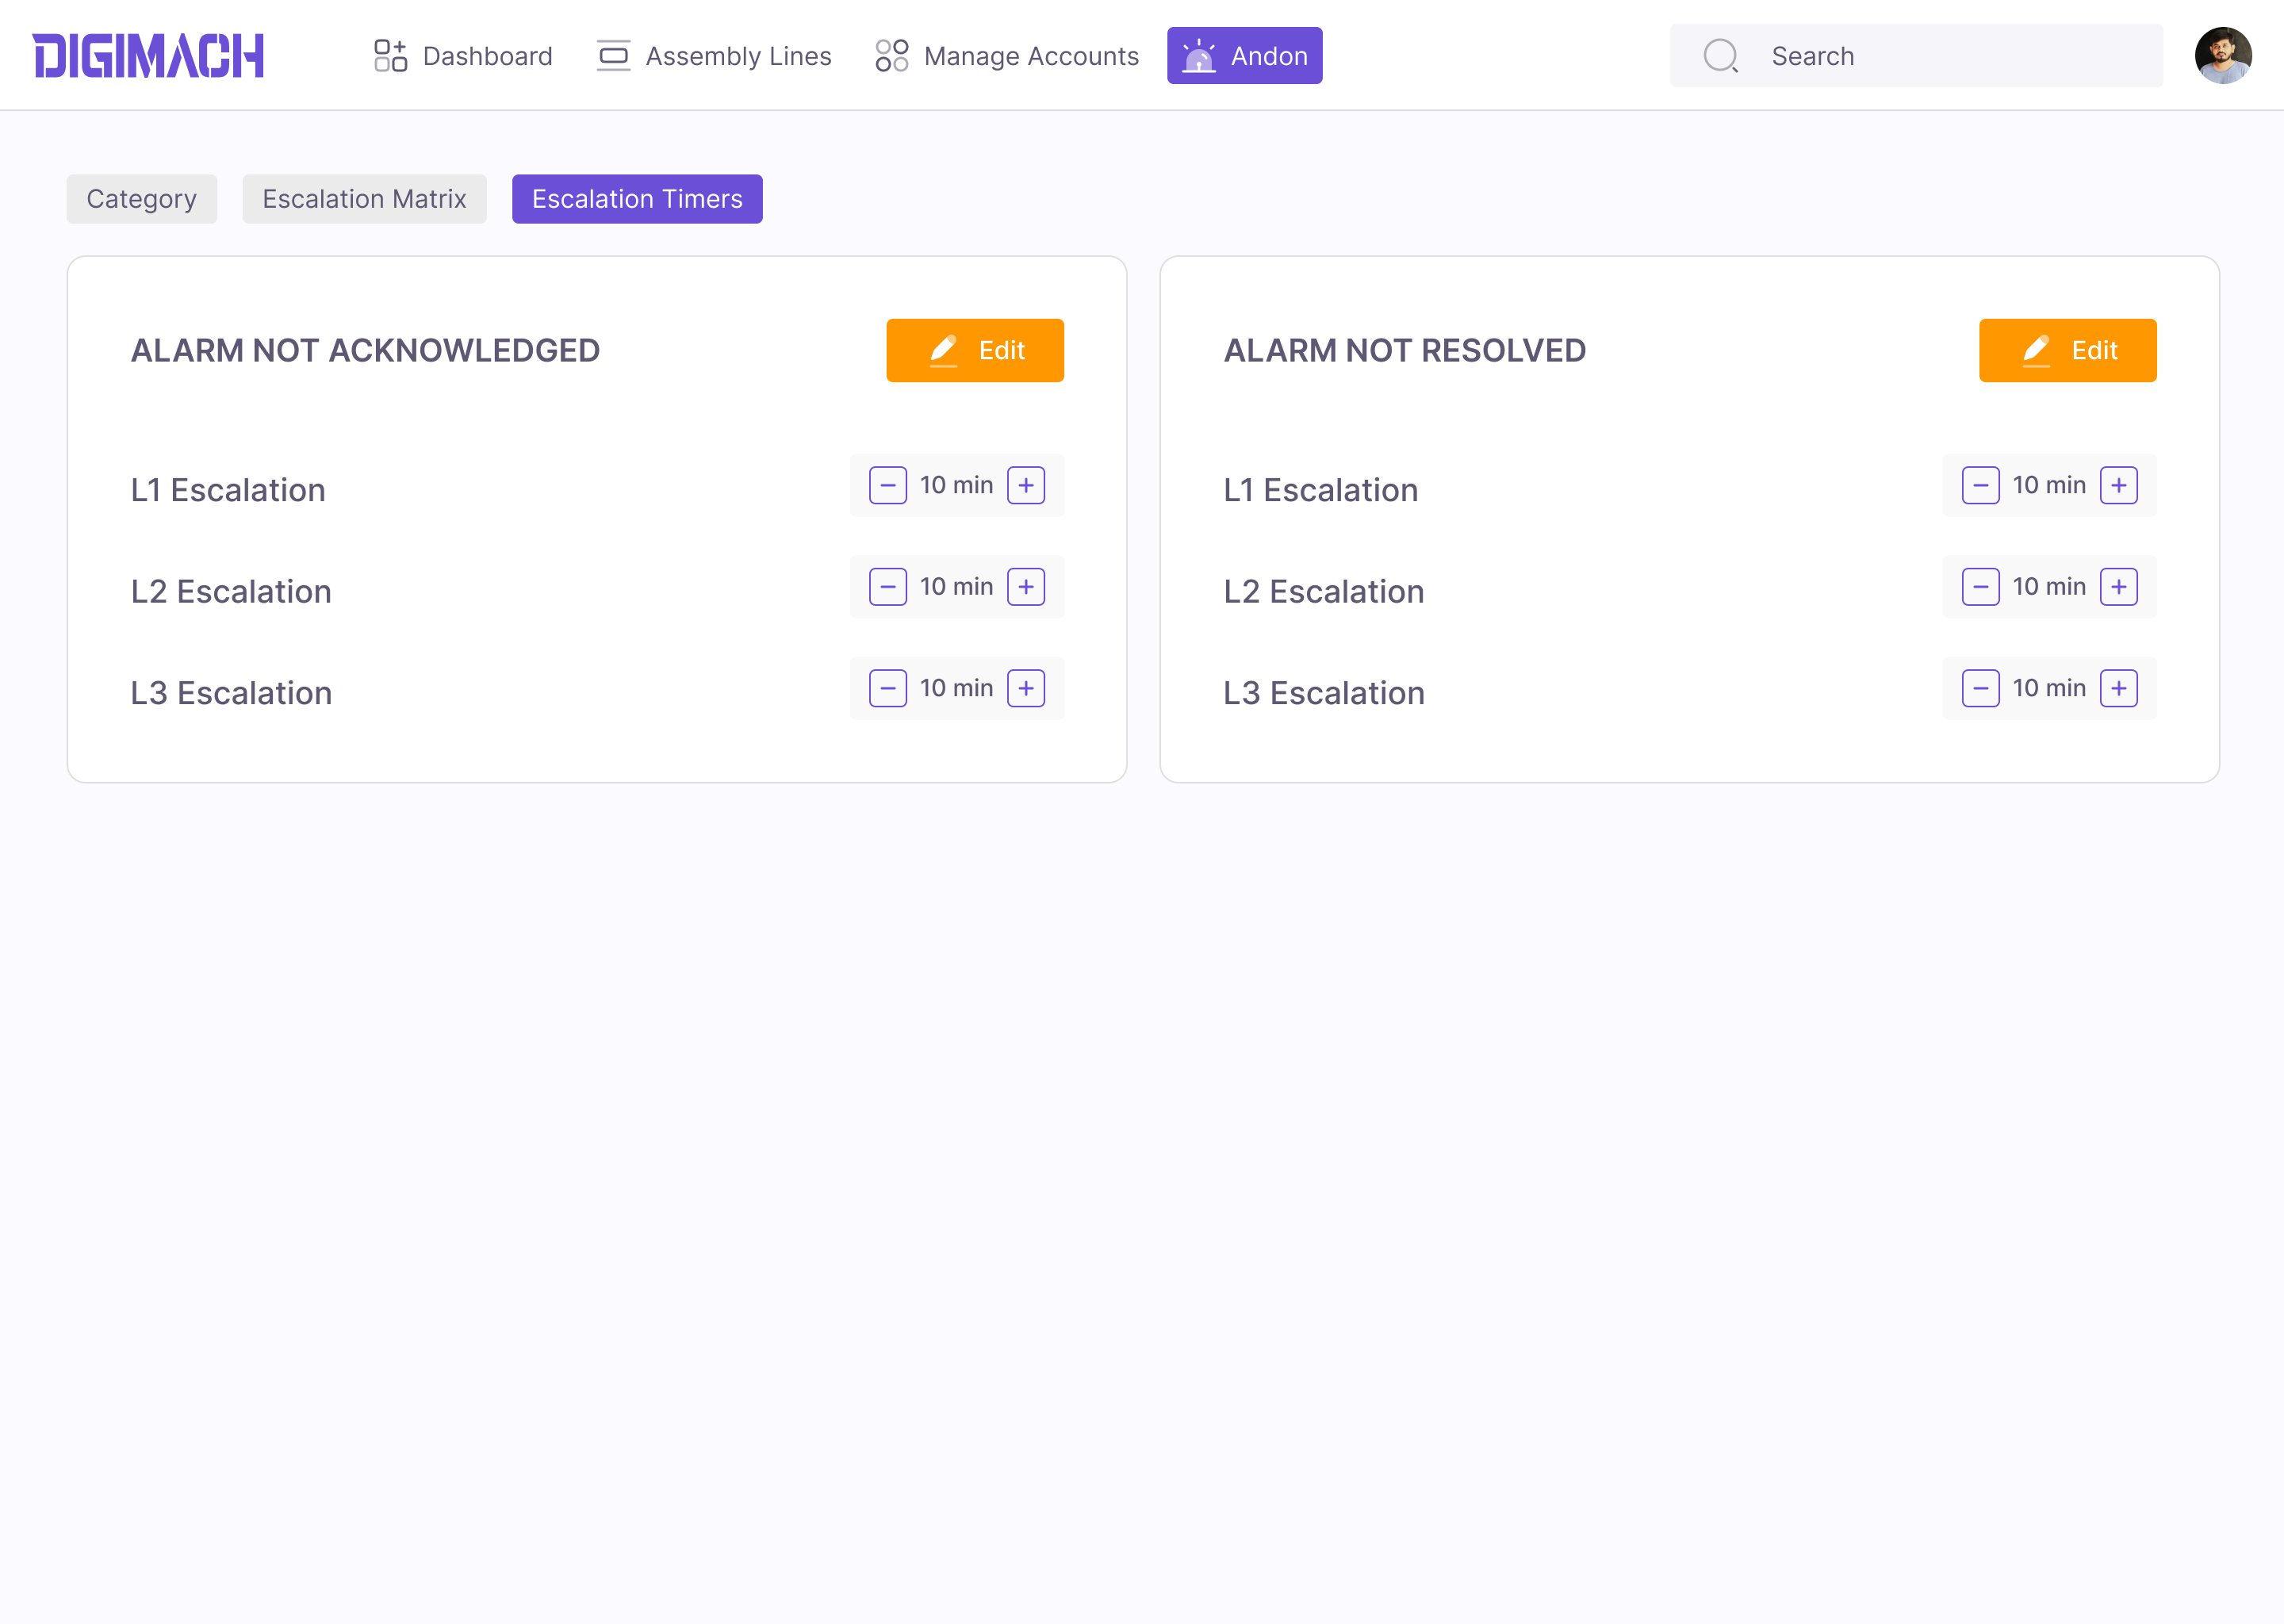 DIGIMACH
Dashboard
Assembly Lines
Manage Accounts
Andon
Search
Category
Escalation Matrix
Escalation Timers
ALARM NOT ACKNOWLEDGED
Edit
L1 Escalation
10 min
L2 Escalation
10 min
L3 Escalation
10 min
ALARM NOT RESOLVED
Edit
L1 Escalation
10 min
L2 Escalation
10 min
L3 Escalation
10 min